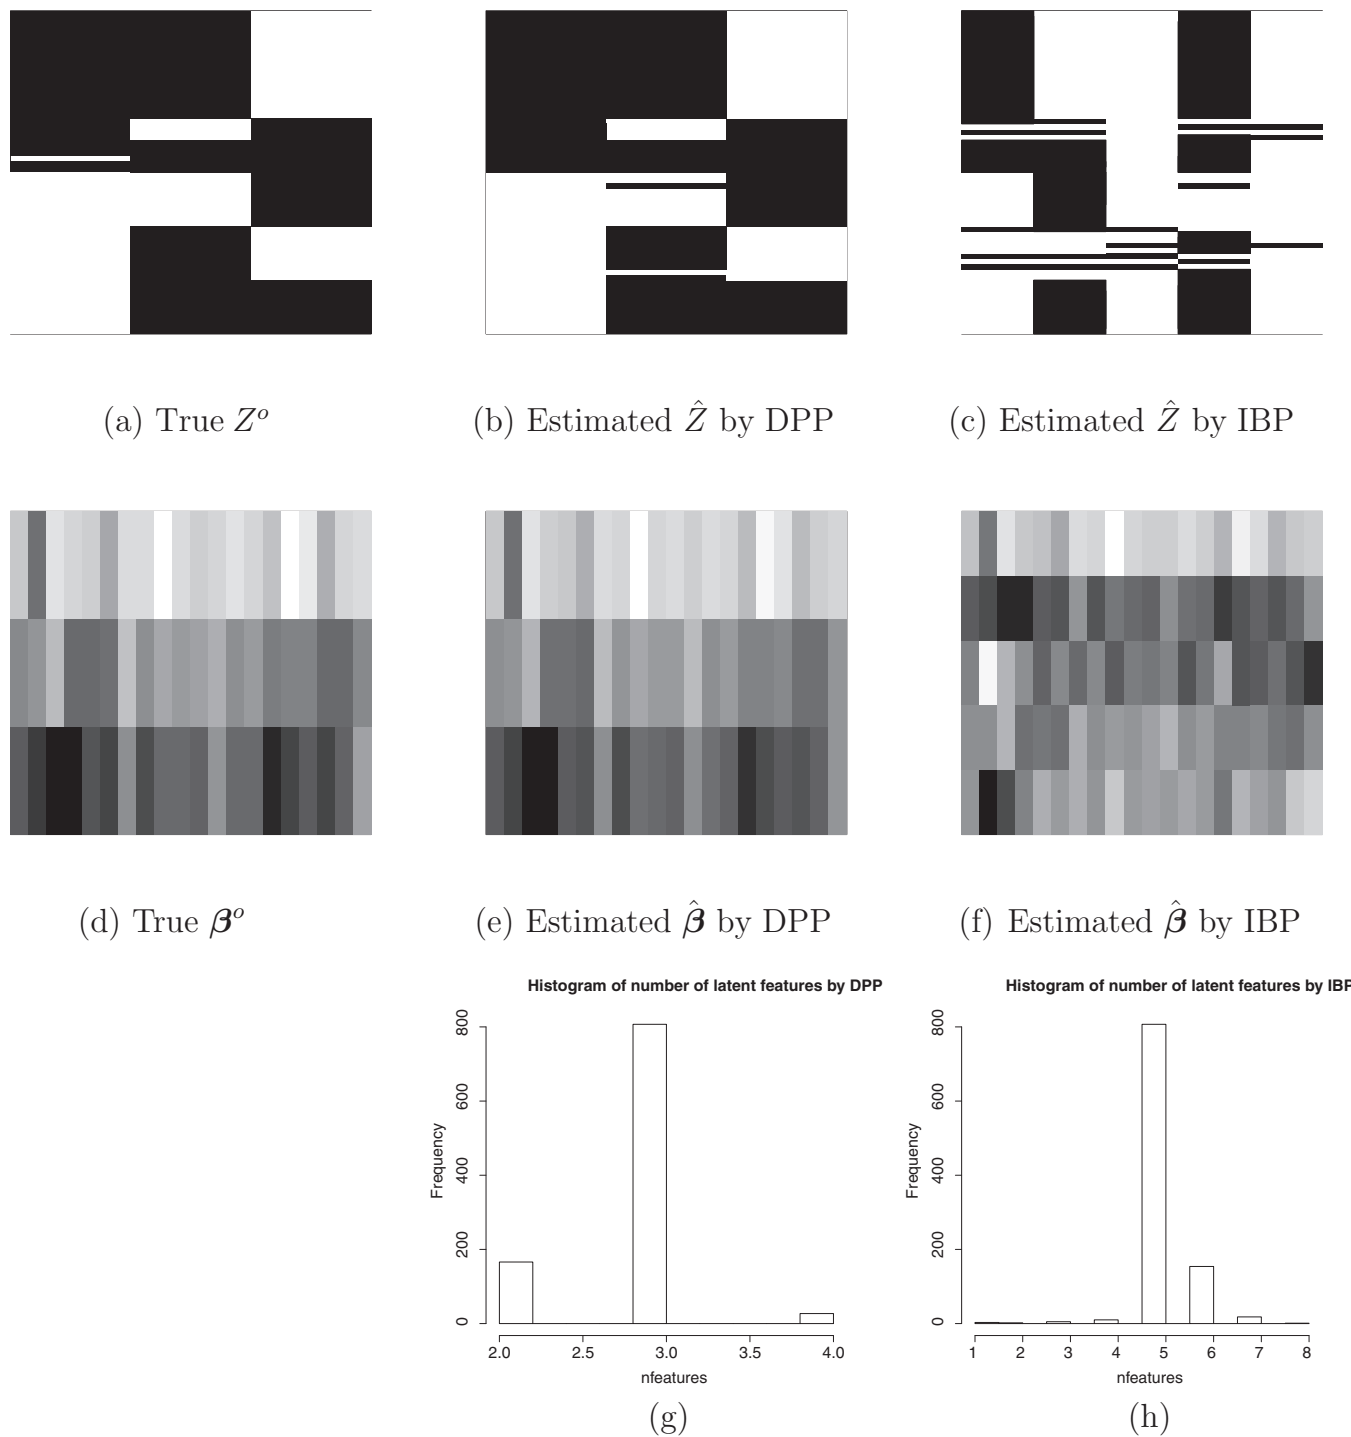 (a) True Z^o
(b) Estimated Ẑ by DPP
(c) Estimated Ẑ by IBP
(d) True β^o
(e) Estimated β̂ by DPP
(f) Estimated β̂ by IBP
Histogram of number of latent features by DPP
Frequency
0 200 400 600 800
2.0 2.5 3.0 3.5 4.0
nfeatures
(g)
Histogram of number of latent features by IBP
Frequency
0 200 400 600 800
1 2 3 4 5 6 7 8
nfeatures
(h)